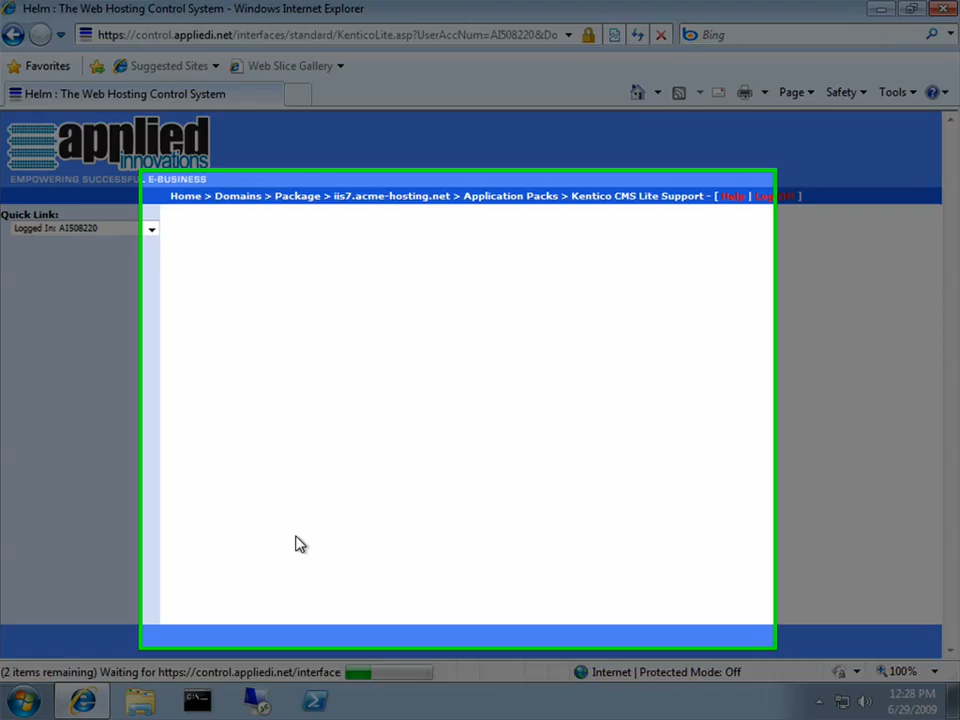 Helm : The Web Hosting Control System - Windows Internet Explorer
https://control.appliedi.net/interfaces/standard/KenticoLite.asp?UserAccNum=AI508220&Do
Bing
Favorites
Suggested Sites
Web Slice Gallery
Helm : The Web Hosting Control System
Page
Safety
Tools
applied
innovations
EMPOWERING SUCCESSFUL E-BUSINESS
Home > Domains > Package > iis7.acme-hosting.net > Application Packs > Kentico CMS Lite Support - [ Help | Logoff ]
Quick Link:
Logged In: AI508220
(2 items remaining) Waiting for https://control.appliedi.net/interface
Internet | Protected Mode: Off
100%
12:28 PM
6/29/2009